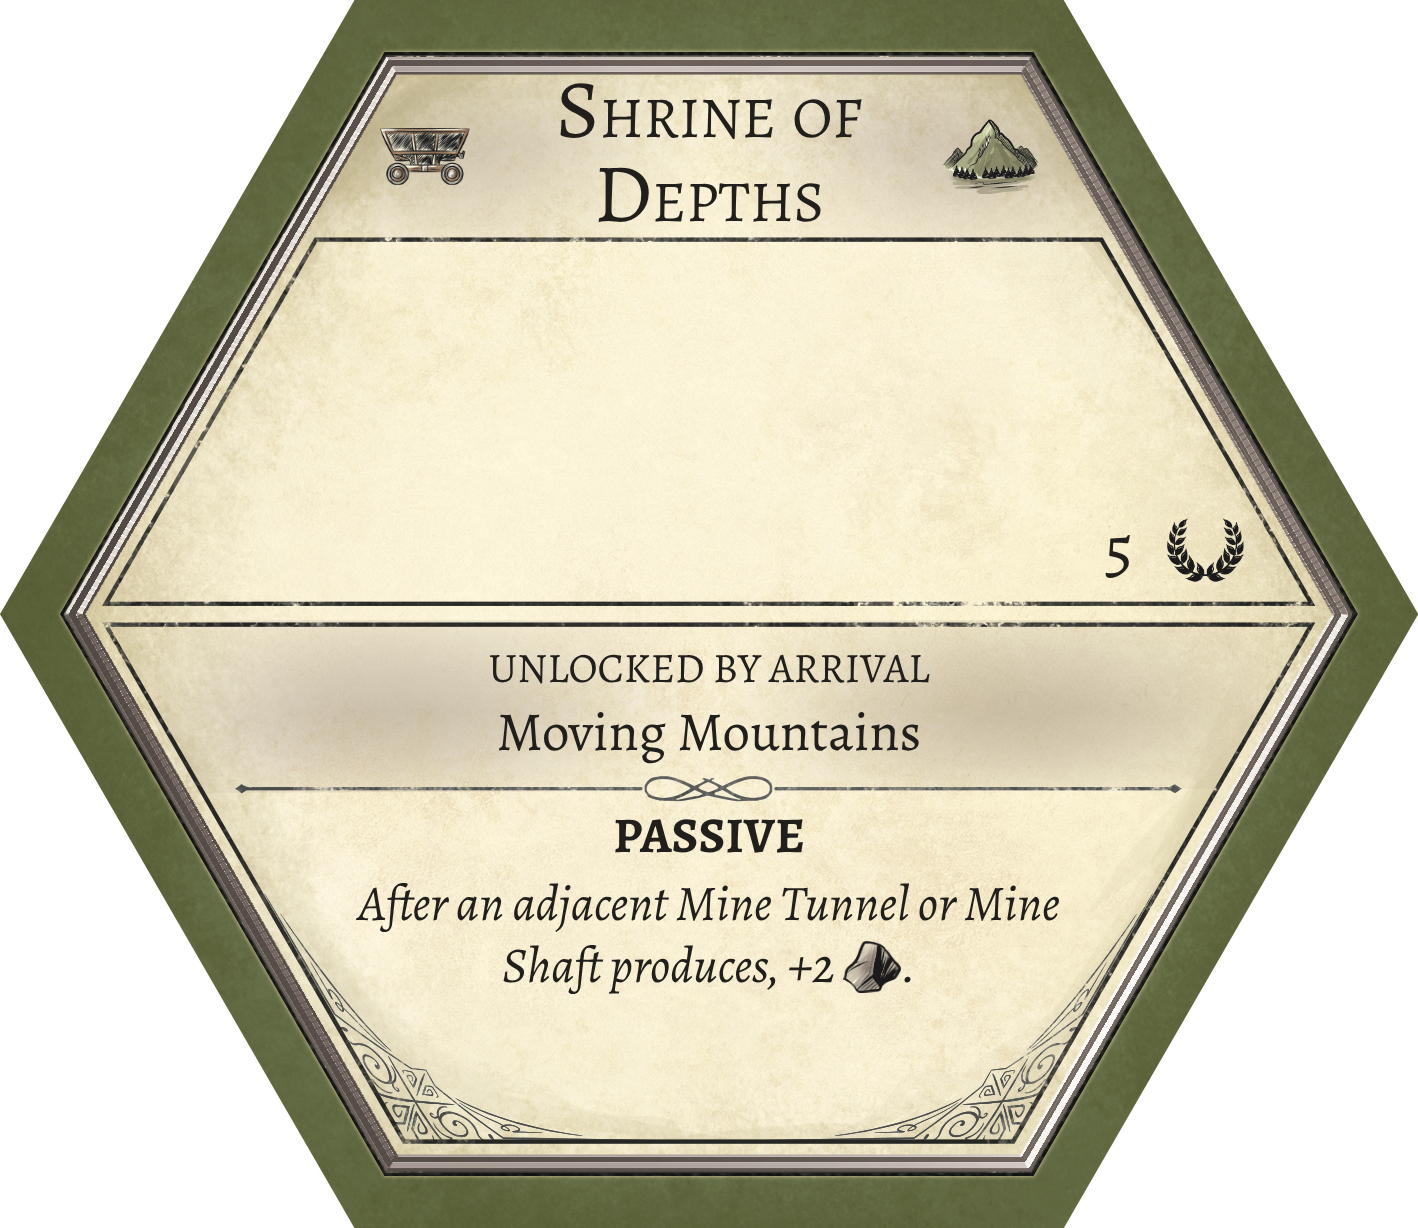 Shrine of
Depths
5
UNLOCKED BY ARRIVAL
Moving Mountains
PASSIVE
After an adjacent Mine Tunnel or Mine
Shaft produces, +2 .